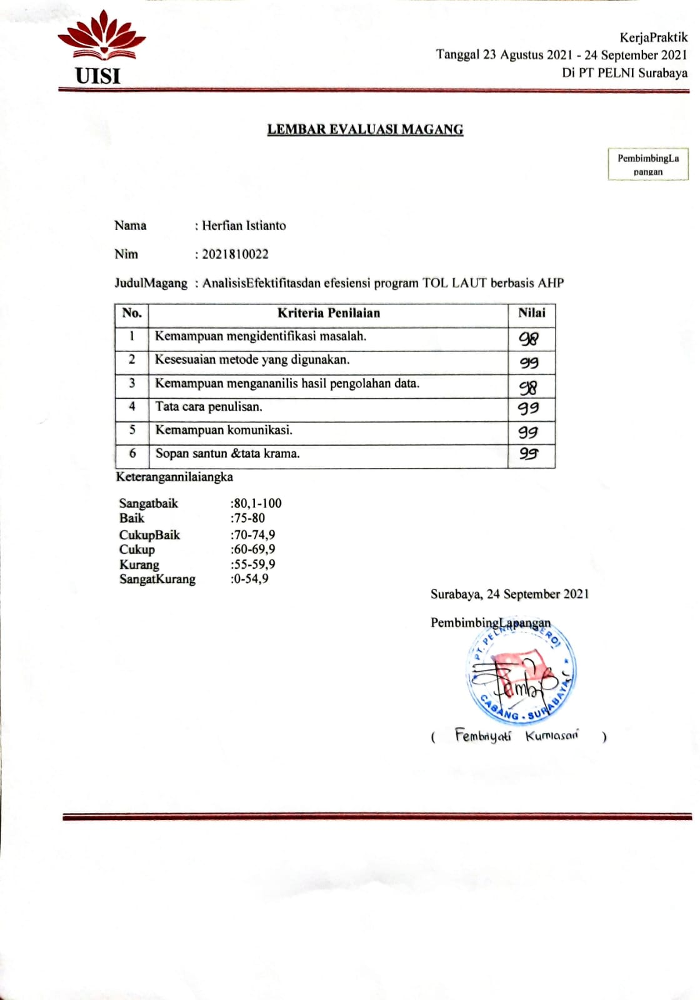 UISI
KerjaPraktik
Tanggal 23 Agustus 2021 - 24 September 2021
Di PT PELNI Surabaya
LEMBAR EVALUASI MAGANG
PembimbingLa
pangan
Nama : Herfian Istianto
Nim : 2021810022
JudulMagang : AnalisisEfektifitasdan efesiensi program TOL LAUT berbasis AHP
No. Kriteria Penilaian Nilai
1 Kemampuan mengidentifikasi masalah. 98
2 Kesesuaian metode yang digunakan. 99
3 Kemampuan mengananilis hasil pengolahan data. 98
4 Tata cara penulisan. 99
5 Kemampuan komunikasi. 99
6 Sopan santun &tata krama. 99
Keterangannilaiangka
Sangatbaik :80,1-100
Baik :75-80
CukupBaik :70-74,9
Cukup :60-69,9
Kurang :55-59,9
SangatKurang :0-54,9
Surabaya, 24 September 2021
PembimbingLapangan
PT. PELNI
CABANG - SURABAYA
( Fembriyati Kurniasari )